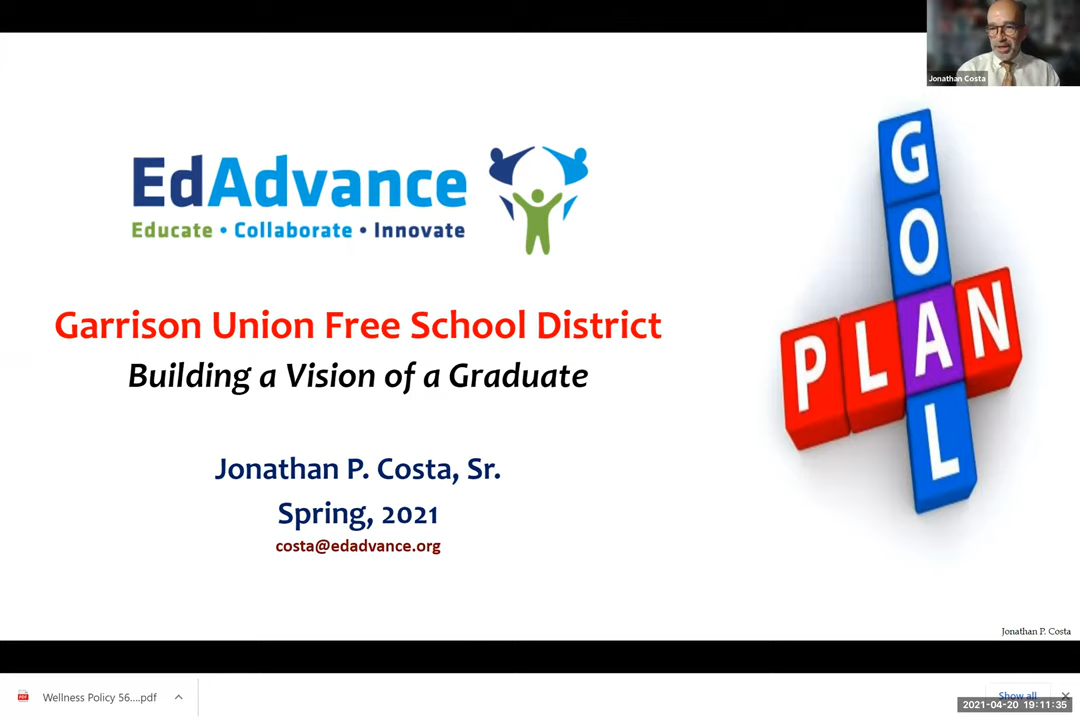 Jonathan Costa
EdAdvance
Educate • Collaborate • Innovate
GOAL
PLAN
Garrison Union Free School District
Building a Vision of a Graduate
Jonathan P. Costa, Sr.
Spring, 2021
costa@edadvance.org
Jonathan P. Costa
Wellness Policy 56....pdf
Show all
2021-04-20 19:11:35